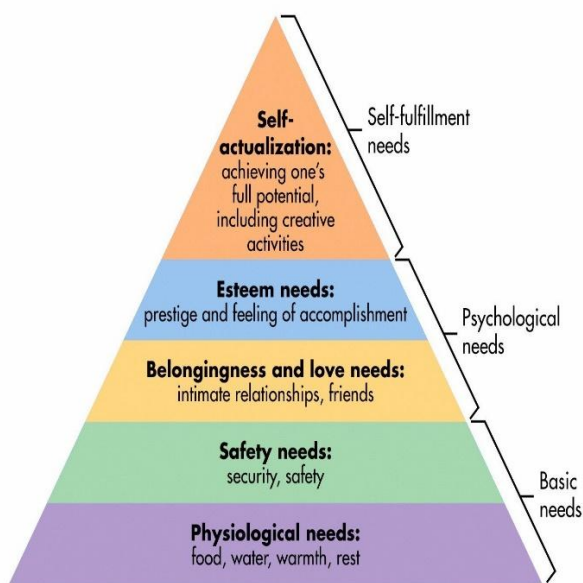 Self-
actualization:
achieving one's
full potential,
including creative
activities
Self-fulfillment
needs
Esteem needs:
prestige and feeling of accomplishment
Psychological
needs
Belongingness and love needs:
intimate relationships, friends
Safety needs:
security, safety
Basic
needs
Physiological needs:
food, water, warmth, rest